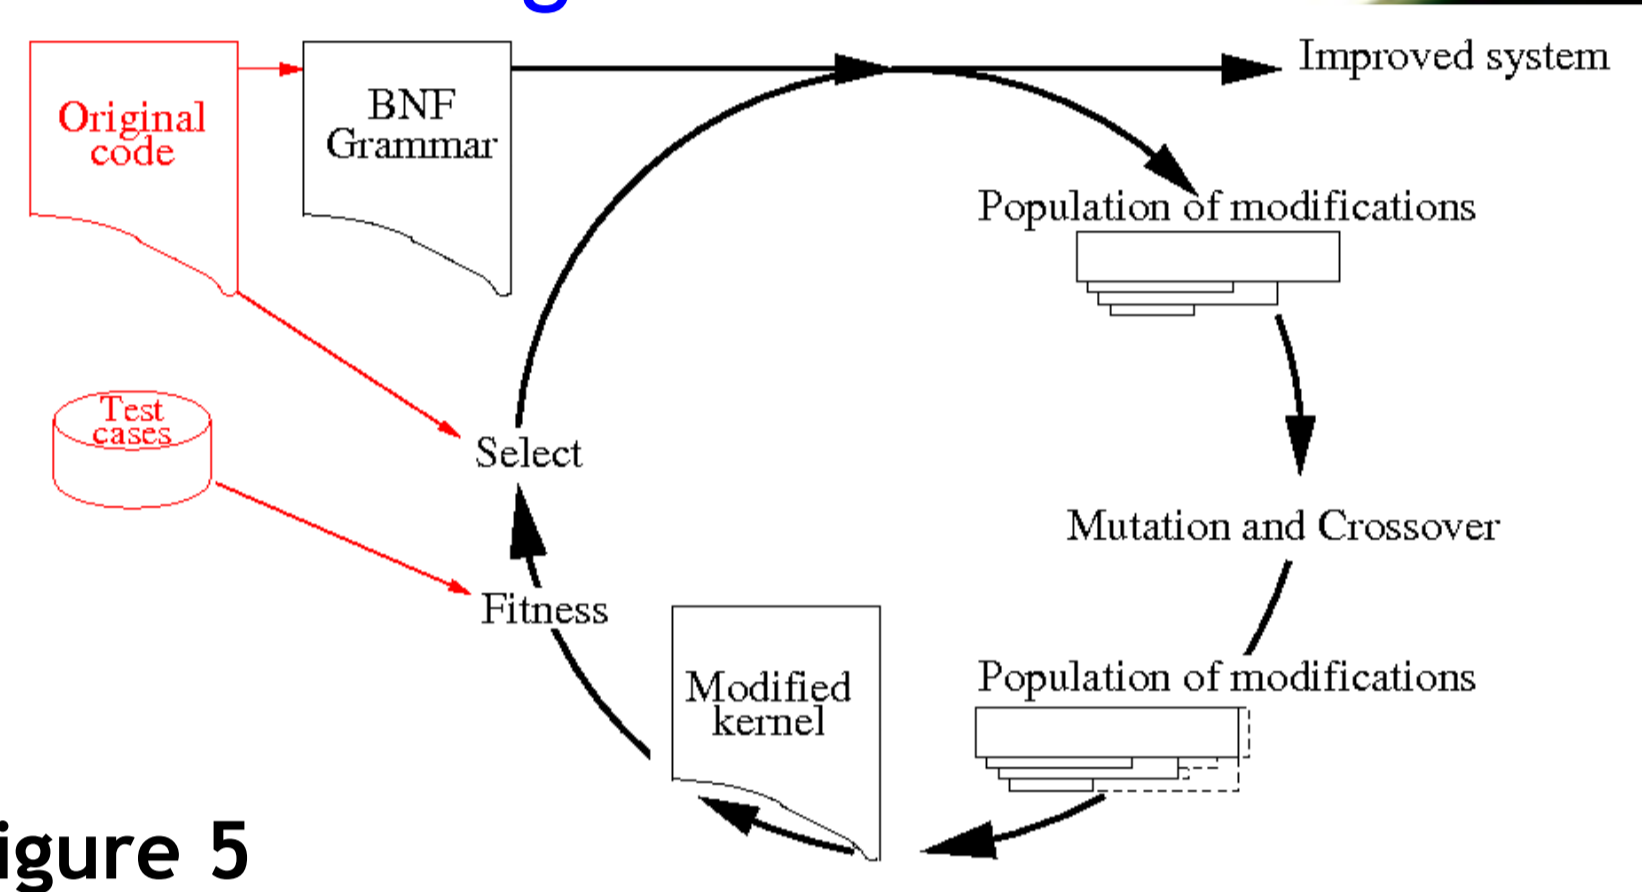 Improved system
Original
code
BNF
Grammar
Population of modifications
Test
cases
Select
Mutation and Crossover
Fitness
Modified
kernel
Population of modifications
igure 5